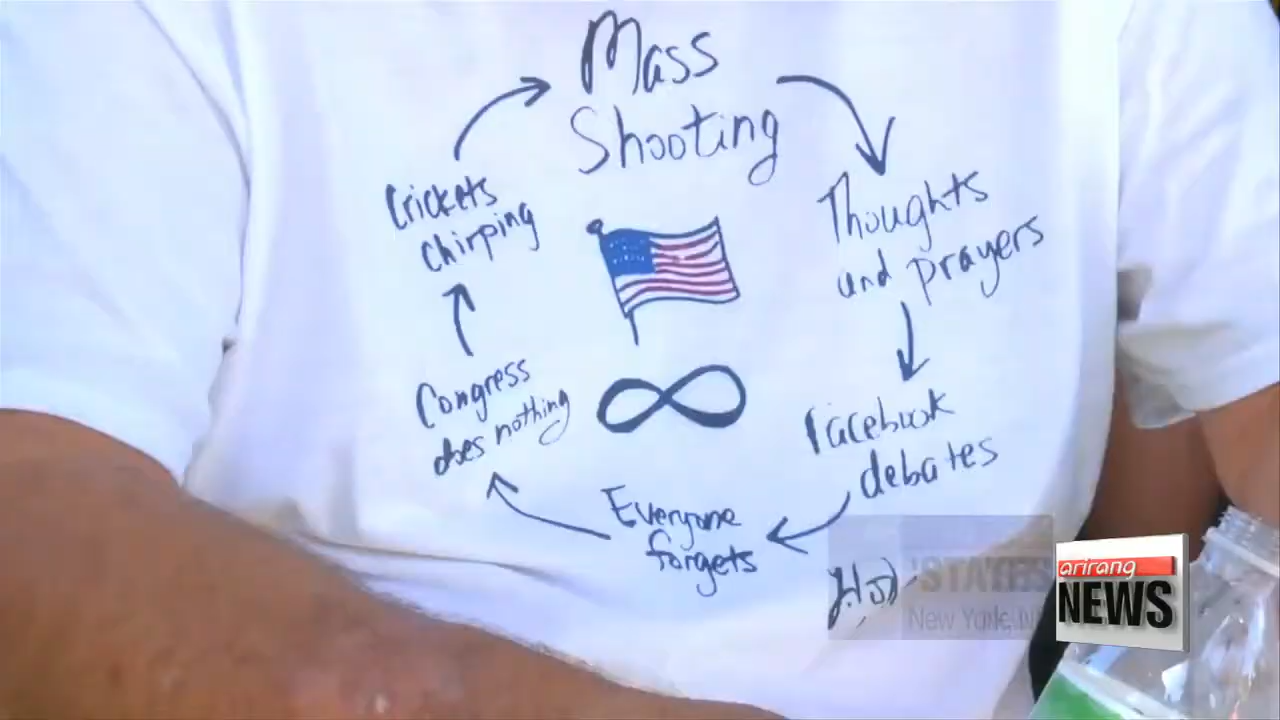 Mass
Shooting
Thoughts
and prayers
Facebook
debates
Everyone
forgets
Congress
does nothing
Crickets
chirping
arirang
NEWS